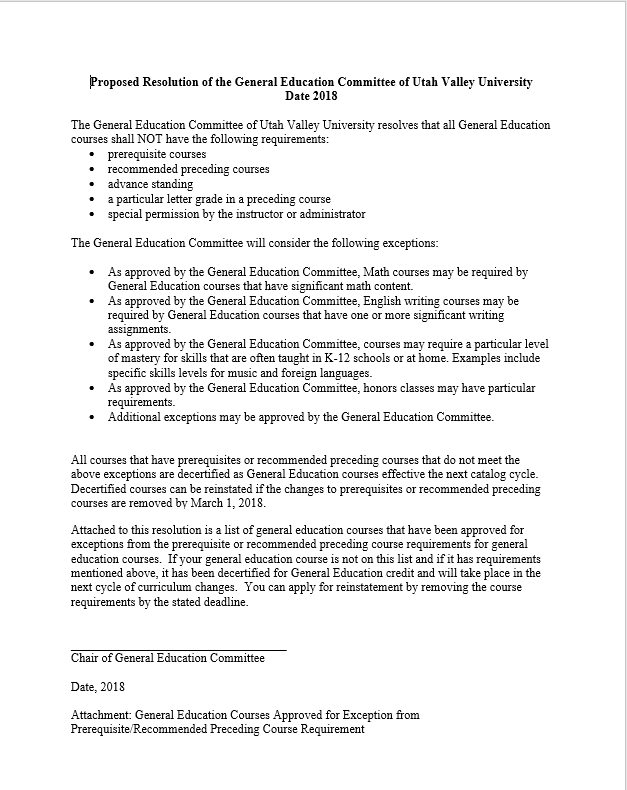 Proposed Resolution of the General Education Committee of Utah Valley University
Date 2018
The General Education Committee of Utah Valley University resolves that all General Education
courses shall NOT have the following requirements:
• prerequisite courses
• recommended preceding courses
• advance standing
• a particular letter grade in a preceding course
• special permission by the instructor or administrator
The General Education Committee will consider the following exceptions:
• As approved by the General Education Committee, Math courses may be required by
General Education courses that have significant math content.
• As approved by the General Education Committee, English writing courses may be
required by General Education courses that have one or more significant writing
assignments.
• As approved by the General Education Committee, courses may require a particular level
of mastery for skills that are often taught in K-12 schools or at home. Examples include
specific skills levels for music and foreign languages.
• As approved by the General Education Committee, honors classes may have particular
requirements.
• Additional exceptions may be approved by the General Education Committee.
All courses that have prerequisites or recommended preceding courses that do not meet the
above exceptions are decertified as General Education courses effective the next catalog cycle.
Decertified courses can be reinstated if the changes to prerequisites or recommended preceding
courses are removed by March 1, 2018.
Attached to this resolution is a list of general education courses that have been approved for
exceptions from the prerequisite or recommended preceding course requirements for general
education courses.  If your general education course is not on this list and if it has requirements
mentioned above, it has been decertified for General Education credit and will take place in the
next cycle of curriculum changes.  You can apply for reinstatement by removing the course
requirements by the stated deadline.
Chair of General Education Committee
Date, 2018
Attachment: General Education Courses Approved for Exception from
Prerequisite/Recommended Preceding Course Requirement